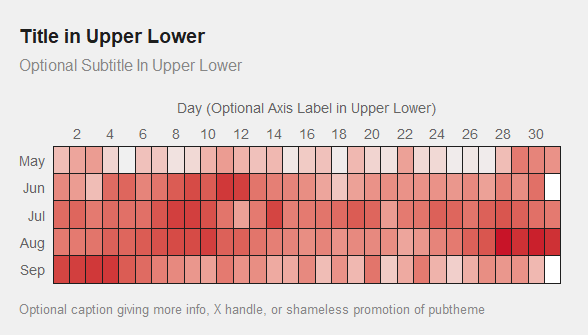 Title in Upper Lower
Optional Subtitle In Upper Lower
Day (Optional Axis Label in Upper Lower)
2 4 6 8 10 12 14 16 18 20 22 24 26 28 30
May
Jun
Jul
Aug
Sep
Optional caption giving more info, X handle, or shameless promotion of pubtheme